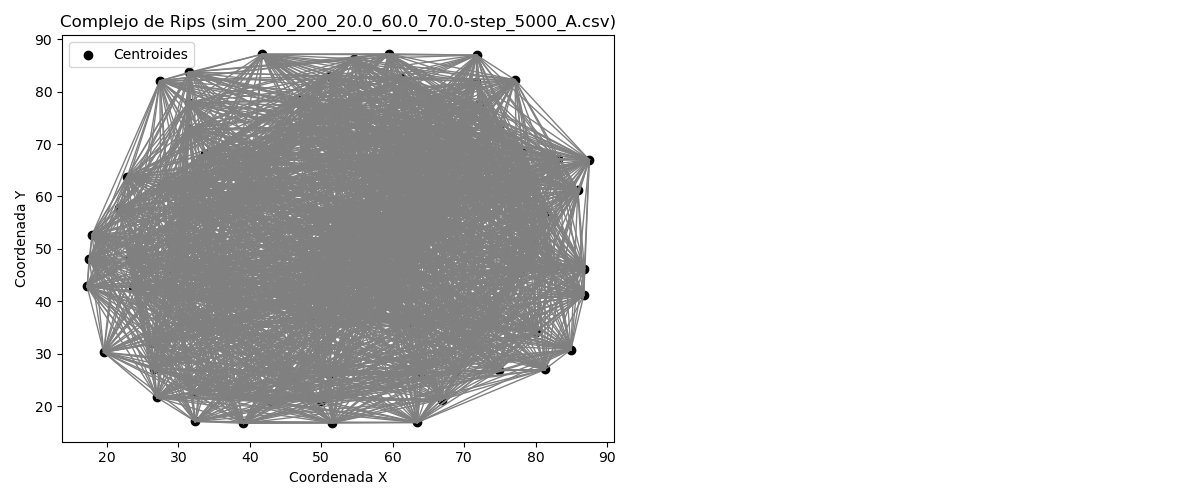 Complejo de Rips (sim_200_200_20.0_60.0_70.0-step_5000_A.csv)
Centroides
90
80
70
60
50
40
30
20
Coordenada Y
20 30 40 50 60 70 80 90
Coordenada X